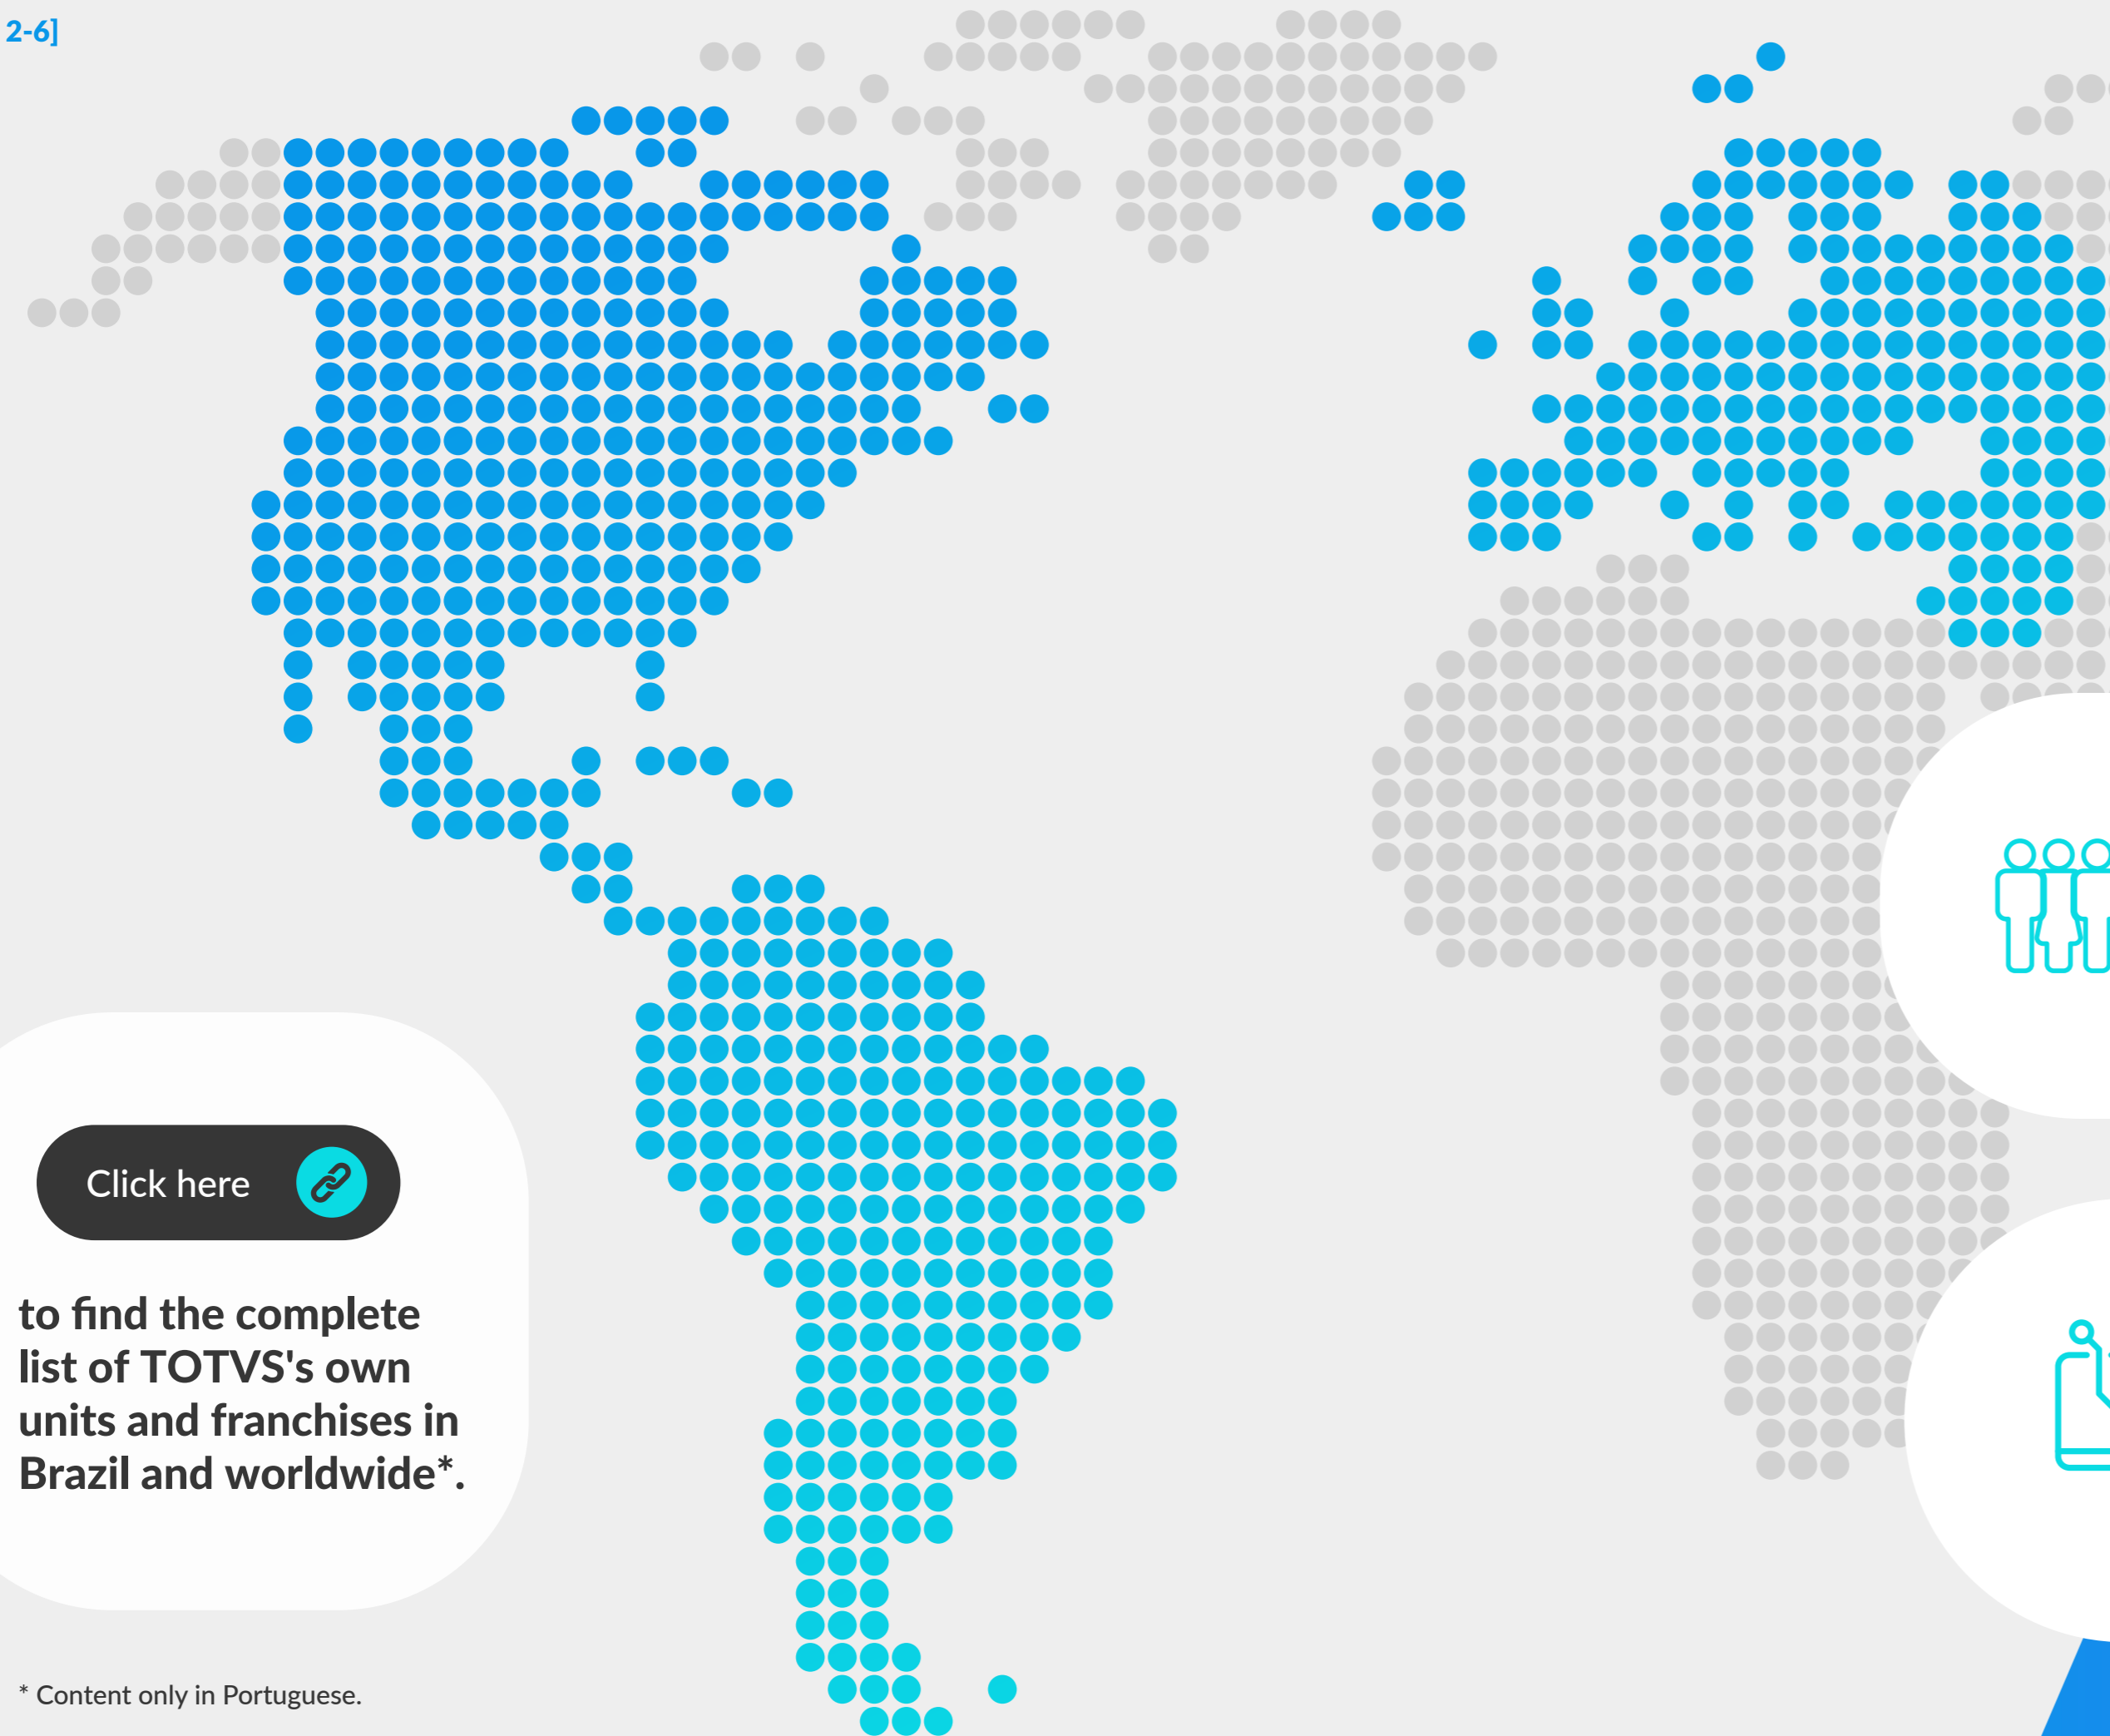 2-6]
Click here
to find the complete
list of TOTVS's own
units and franchises in
Brazil and worldwide*.
* Content only in Portuguese.